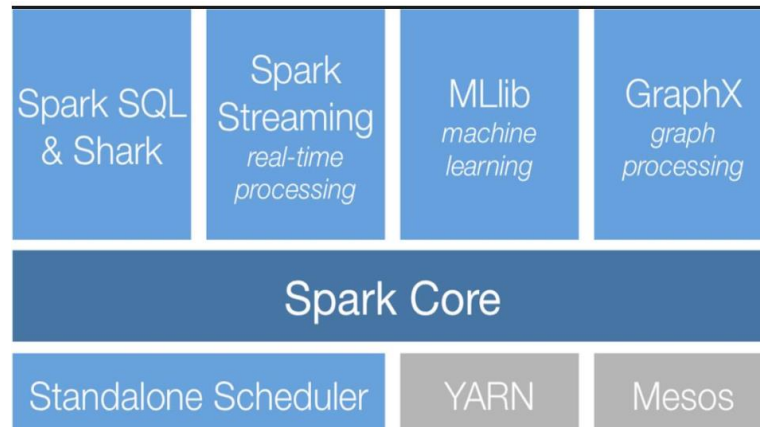 Spark SQL
& Shark
Spark
Streaming
real-time
processing
MLlib
machine
learning
GraphX
graph
processing
Spark Core
Standalone Scheduler
YARN
Mesos